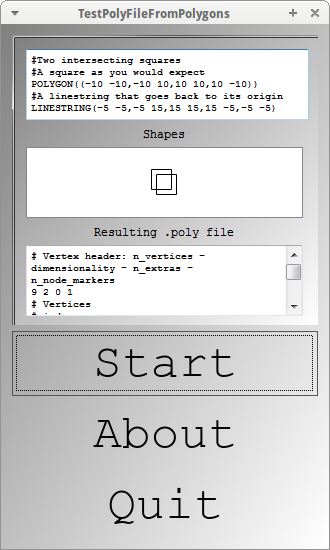 TestPolyFileFromPolygons
#Two intersecting squares
#A square as you would expect
POLYGON((-10 -10,-10 10,10 10,10 -10))
#A linestring that goes back to its origin
LINESTRING(-5 -5,-5 15,15 15,15 -5,-5 -5)
Shapes
Resulting .poly file
# Vertex header: n_vertices -
dimensionality - n_extras -
n_node_markers
9 2 0 1
# Vertices
Start
About
Quit